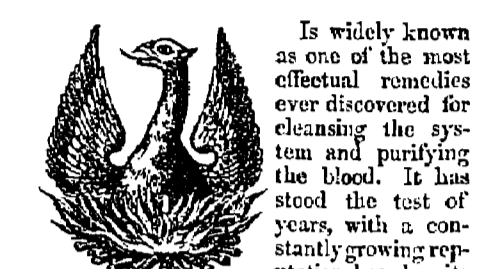 Is widely known
as one of the most
effectual remedies
ever discovered for
cleansing the sys-
tem and purifying
the blood. It has
stood the test of
years, with a con-
stantly growing rep-